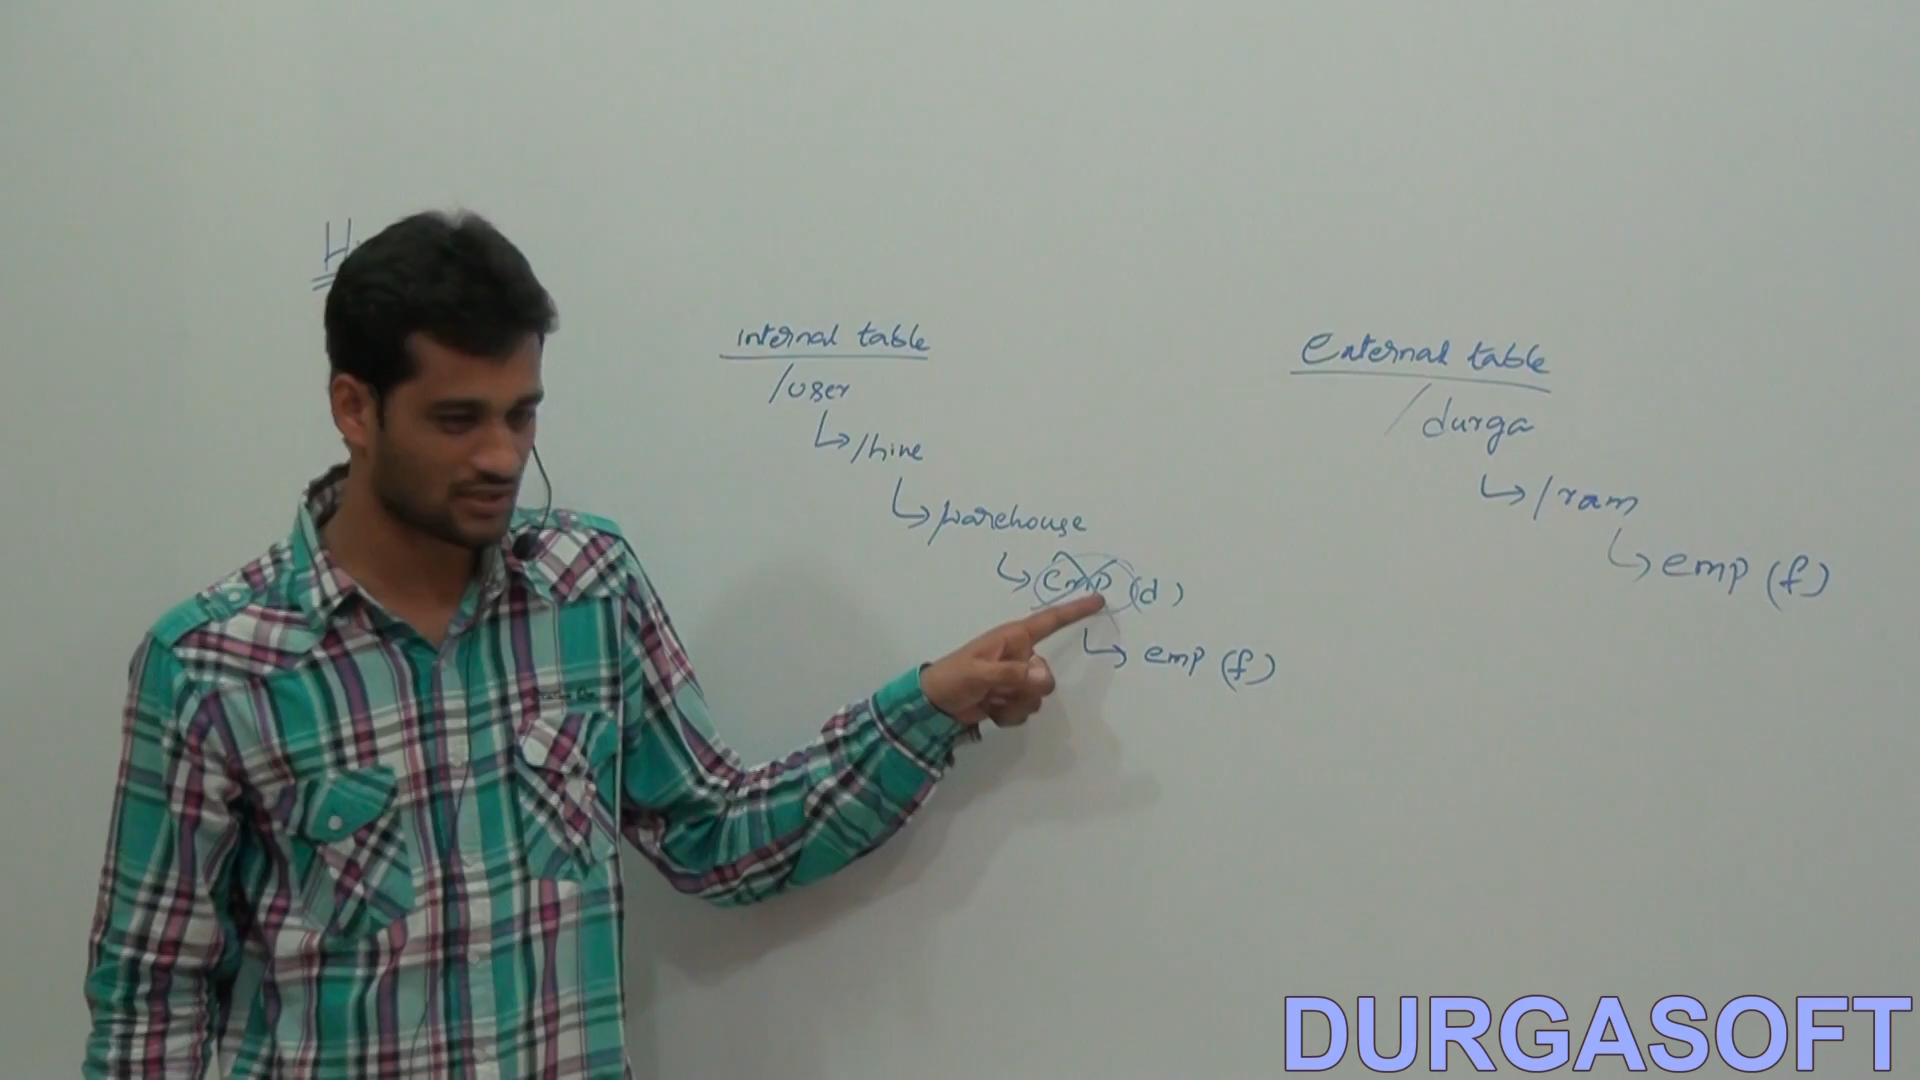 internal table
/user
/hive
/warehouse
emp (d)
emp (f)
External table
/durga
/ram
emp (f)
DURGASOFT